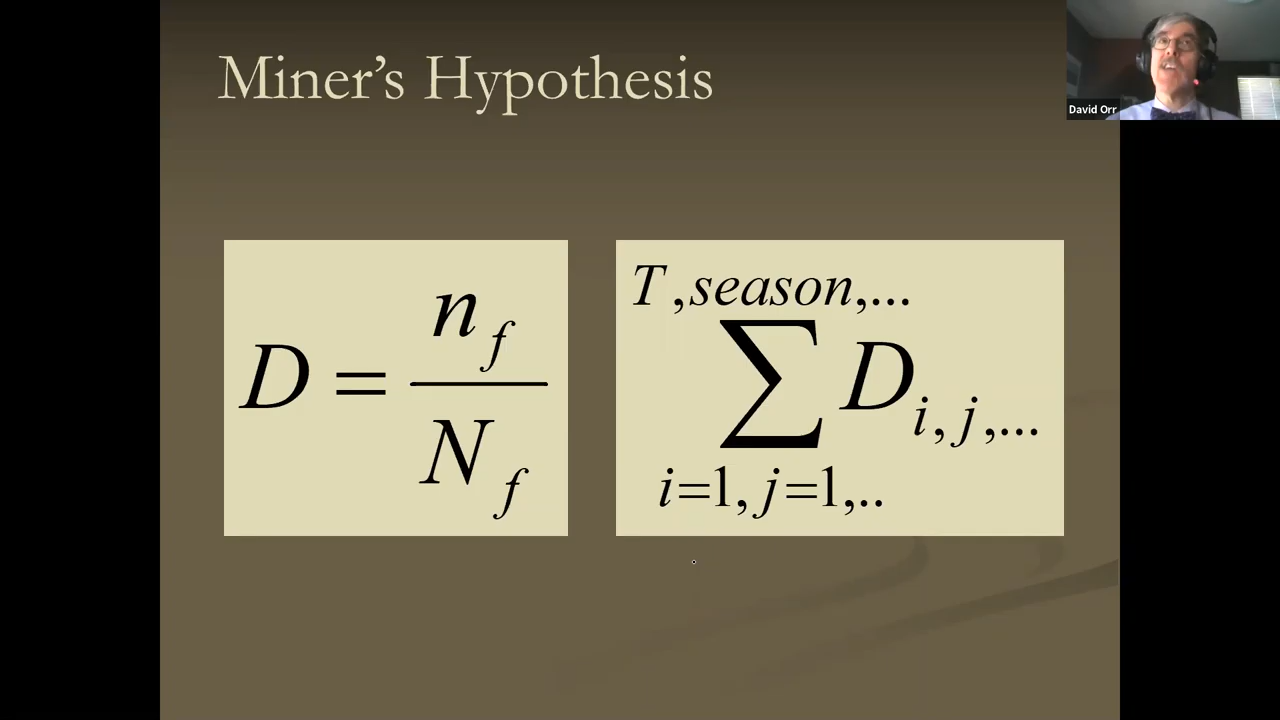 Miner's Hypothesis
David Orr
D = n_f / N_f
T,season,...
∑ D_{i,j,...}
i=1,j=1,..